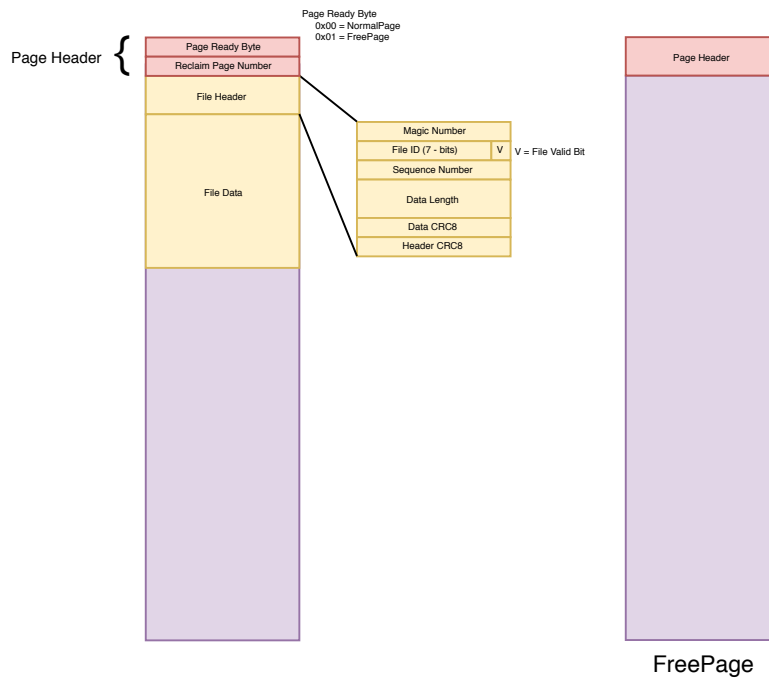 Page Ready Byte
0x00 = NormalPage
0x01 = FreePage
Page Header
{
Page Ready Byte
Reclaim Page Number
File Header
File Data
Magic Number
File ID (7 - bits)
V
V = File Valid Bit
Sequence Number
Data Length
Data CRC8
Header CRC8
Page Header
FreePage